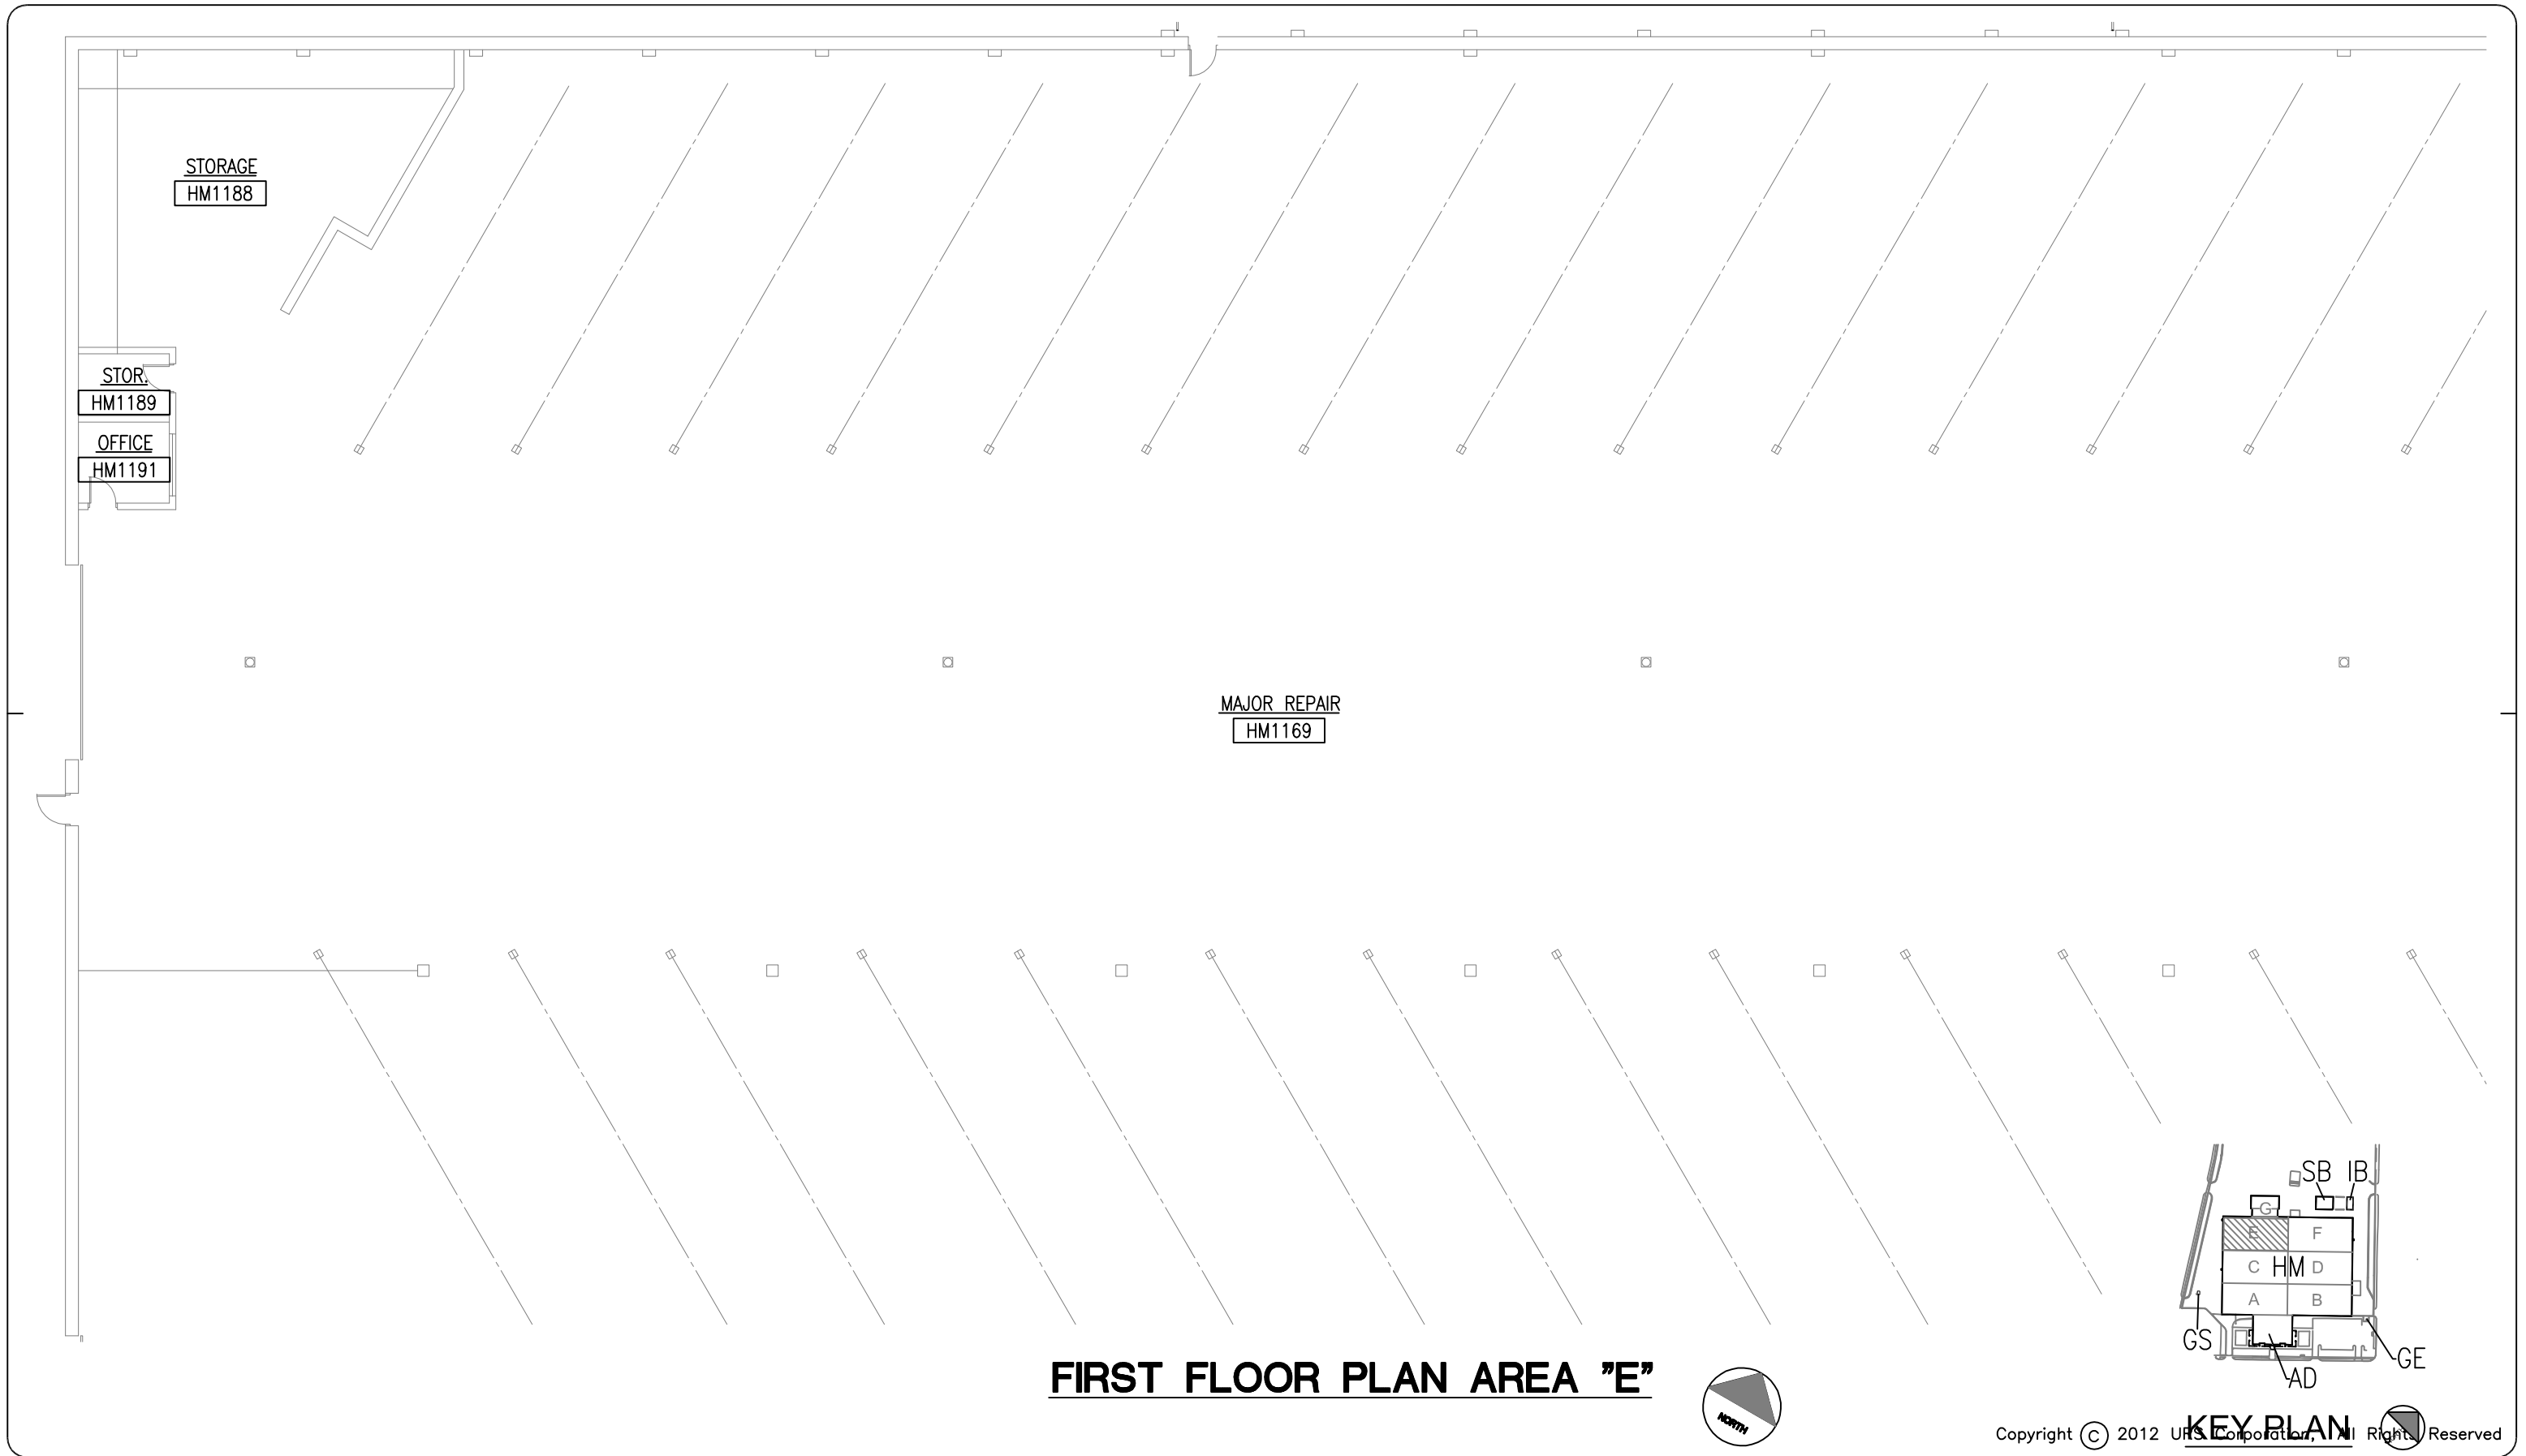 STORAGE
HM1188
STOR.
HM1189
OFFICE
HM1191
MAJOR REPAIR
HM1169
SB IB
G
E F
C HM D
A B
GS
GE
AD
FIRST FLOOR PLAN AREA "E"
NORTH
KEY PLAN
Copyright © 2012 URS Corporation, All Rights Reserved